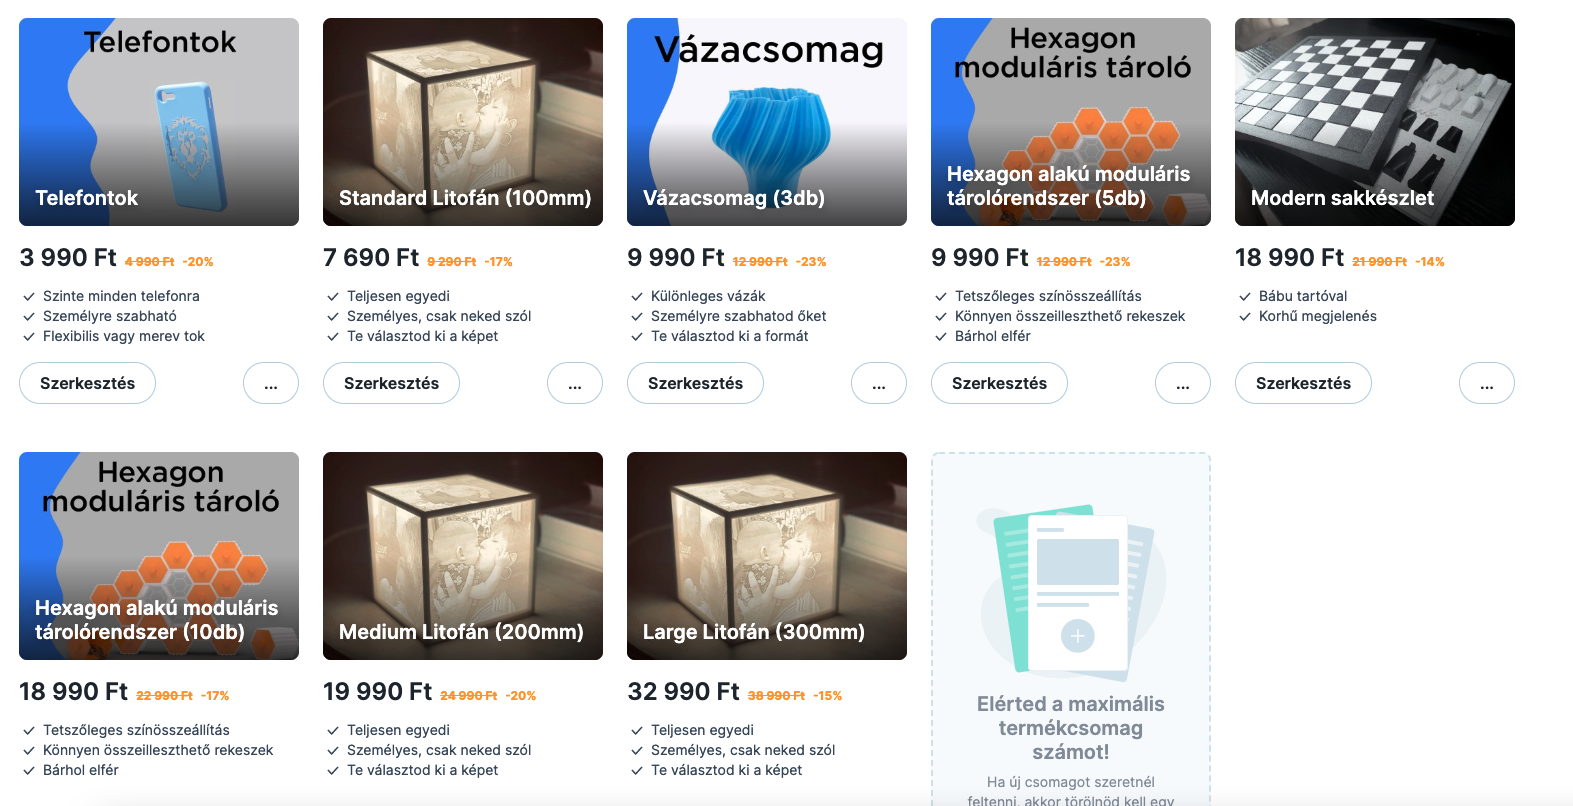 Telefontok
Telefontok
3 990 Ft 4 990 Ft -20%
Szinte minden telefonra
Személyre szabható
Flexibilis vagy merev tok
Szerkesztés ...
Standard Litofán (100mm)
7 690 Ft 9 290 Ft -17%
Teljesen egyedi
Személyes, csak neked szól
Te választod ki a képet
Szerkesztés ...
Vázacsomag
Vázacsomag (3db)
9 990 Ft 12 990 Ft -23%
Különleges vázák
Személyre szabhatod őket
Te választod ki a formát
Szerkesztés ...
Hexagon
moduláris tároló
Hexagon alakú moduláris
tárolórendszer (5db)
9 990 Ft 12 990 Ft -23%
Tetszőleges színösszeállítás
Könnyen összeilleszthető rekeszek
Bárhol elfér
Szerkesztés ...
Modern sakkészlet
18 990 Ft 21 990 Ft -14%
Bábu tartóval
Korhű megjelenés
Szerkesztés ...
Hexagon
moduláris tároló
Hexagon alakú moduláris
tárolórendszer (10db)
18 990 Ft 22 990 Ft -17%
Tetszőleges színösszeállítás
Könnyen összeilleszthető rekeszek
Bárhol elfér
Medium Litofán (200mm)
19 990 Ft 24 990 Ft -20%
Teljesen egyedi
Személyes, csak neked szól
Te választod ki a képet
Large Litofán (300mm)
32 990 Ft 38 990 Ft -15%
Teljesen egyedi
Személyes, csak neked szól
Te választod ki a képet
Elérted a maximális
termékcsomag
számot!
Ha új csomagot szeretnél
feltenni, akkor törölnöd kell egy